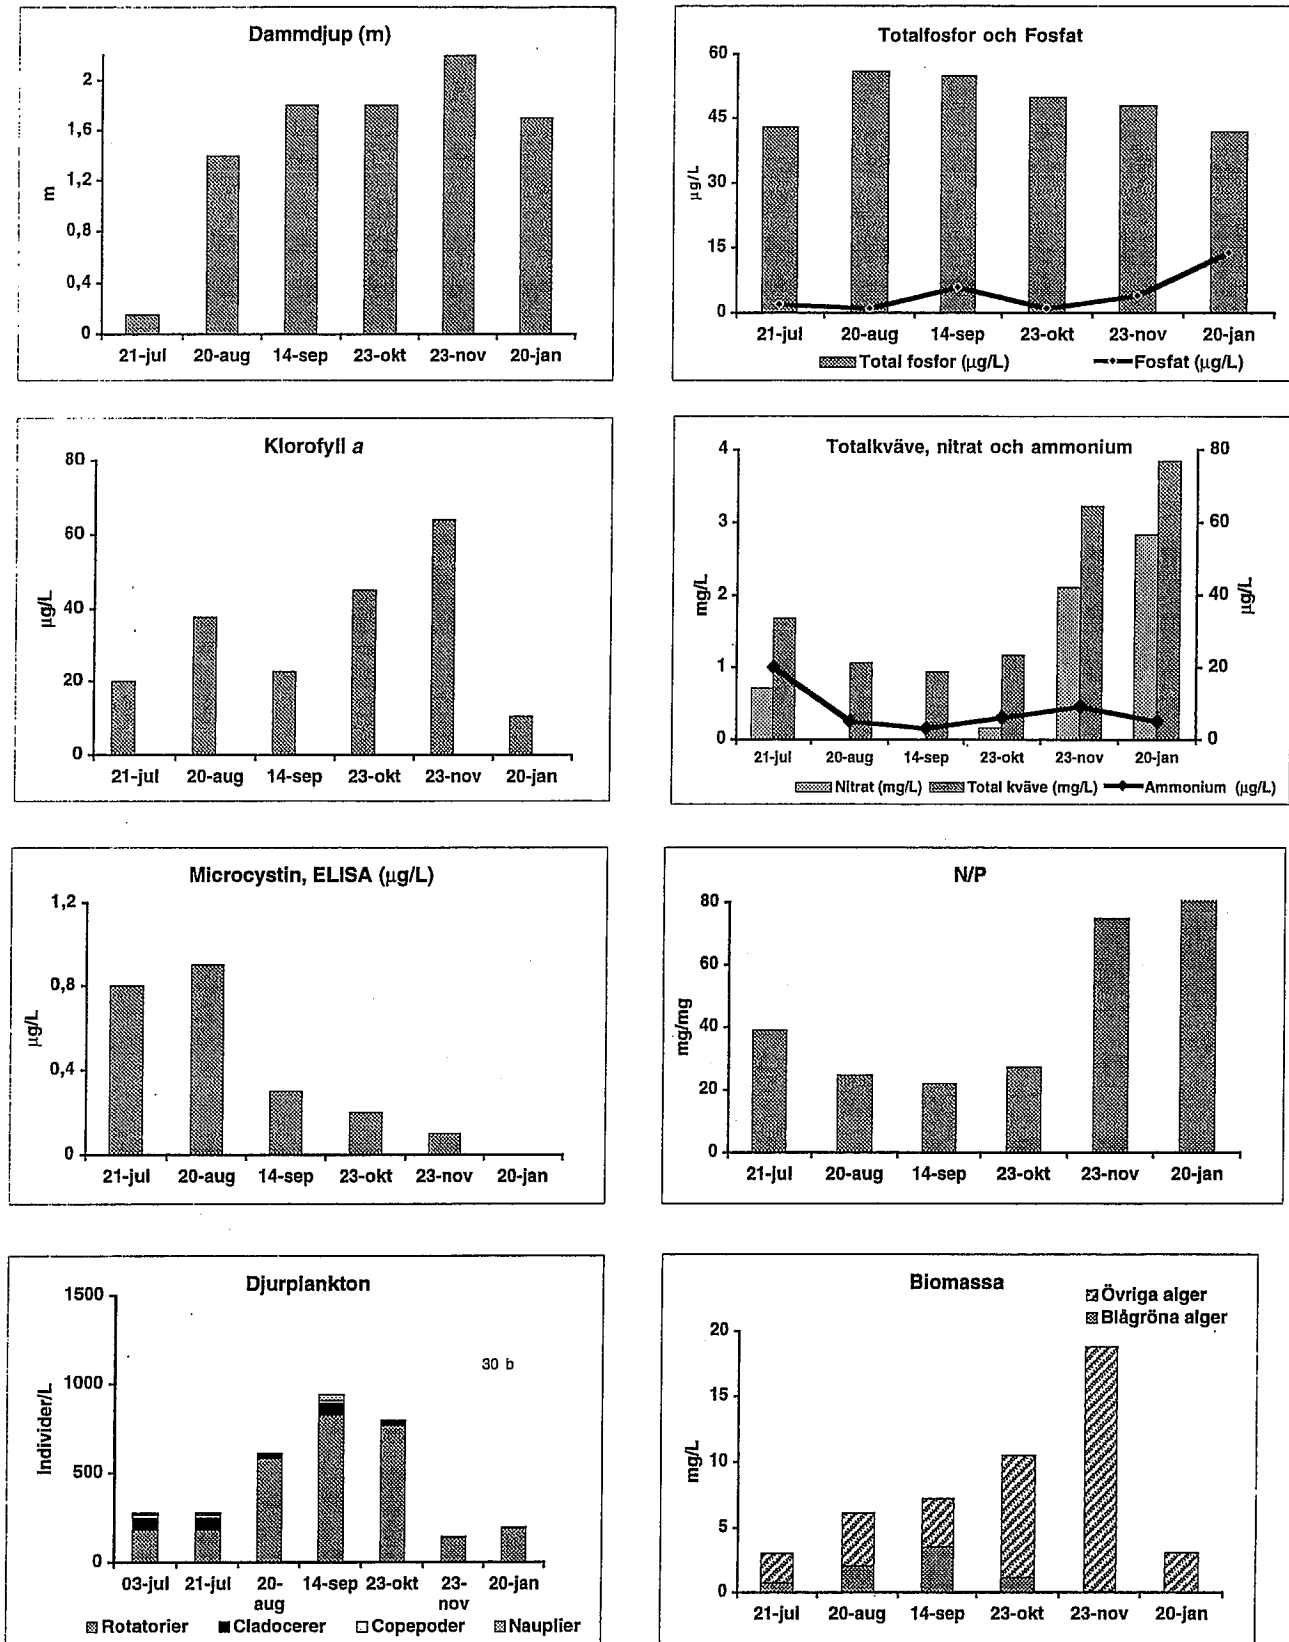 Dammdjup (m)
2
1,6
1,2
0,8
0,4
0
m
21-jul 20-aug 14-sep 23-okt 23-nov 20-jan
Totalfosfor och Fosfat
60
45
30
15
0
µg/L
21-jul 20-aug 14-sep 23-okt 23-nov 20-jan
Total fosfor (µg/L) Fosfat (µg/L)
Klorofyll a
80
60
40
20
0
µg/L
21-jul 20-aug 14-sep 23-okt 23-nov 20-jan
Totalkväve, nitrat och ammonium
4
3
2
1
0
mg/L
80
60
40
20
0
µg/L
21-jul 20-aug 14-sep 23-okt 23-nov 20-jan
Nitrat (mg/L) Total kväve (mg/L) Ammonium (µg/L)
Microcystin, ELISA (µg/L)
1,2
0,8
0,4
0
µg/L
21-jul 20-aug 14-sep 23-okt 23-nov 20-jan
N/P
80
60
40
20
0
mg/mg
21-jul 20-aug 14-sep 23-okt 23-nov 20-jan
Djurplankton
1500
1000
500
0
Individer/L
30 b
03-jul 21-jul 20-aug 14-sep 23-okt 23-nov 20-jan
Rotatorier Cladocerer Copepoder Nauplier
Biomassa
Övriga alger
Blågröna alger
20
15
10
5
0
mg/L
21-jul 20-aug 14-sep 23-okt 23-nov 20-jan